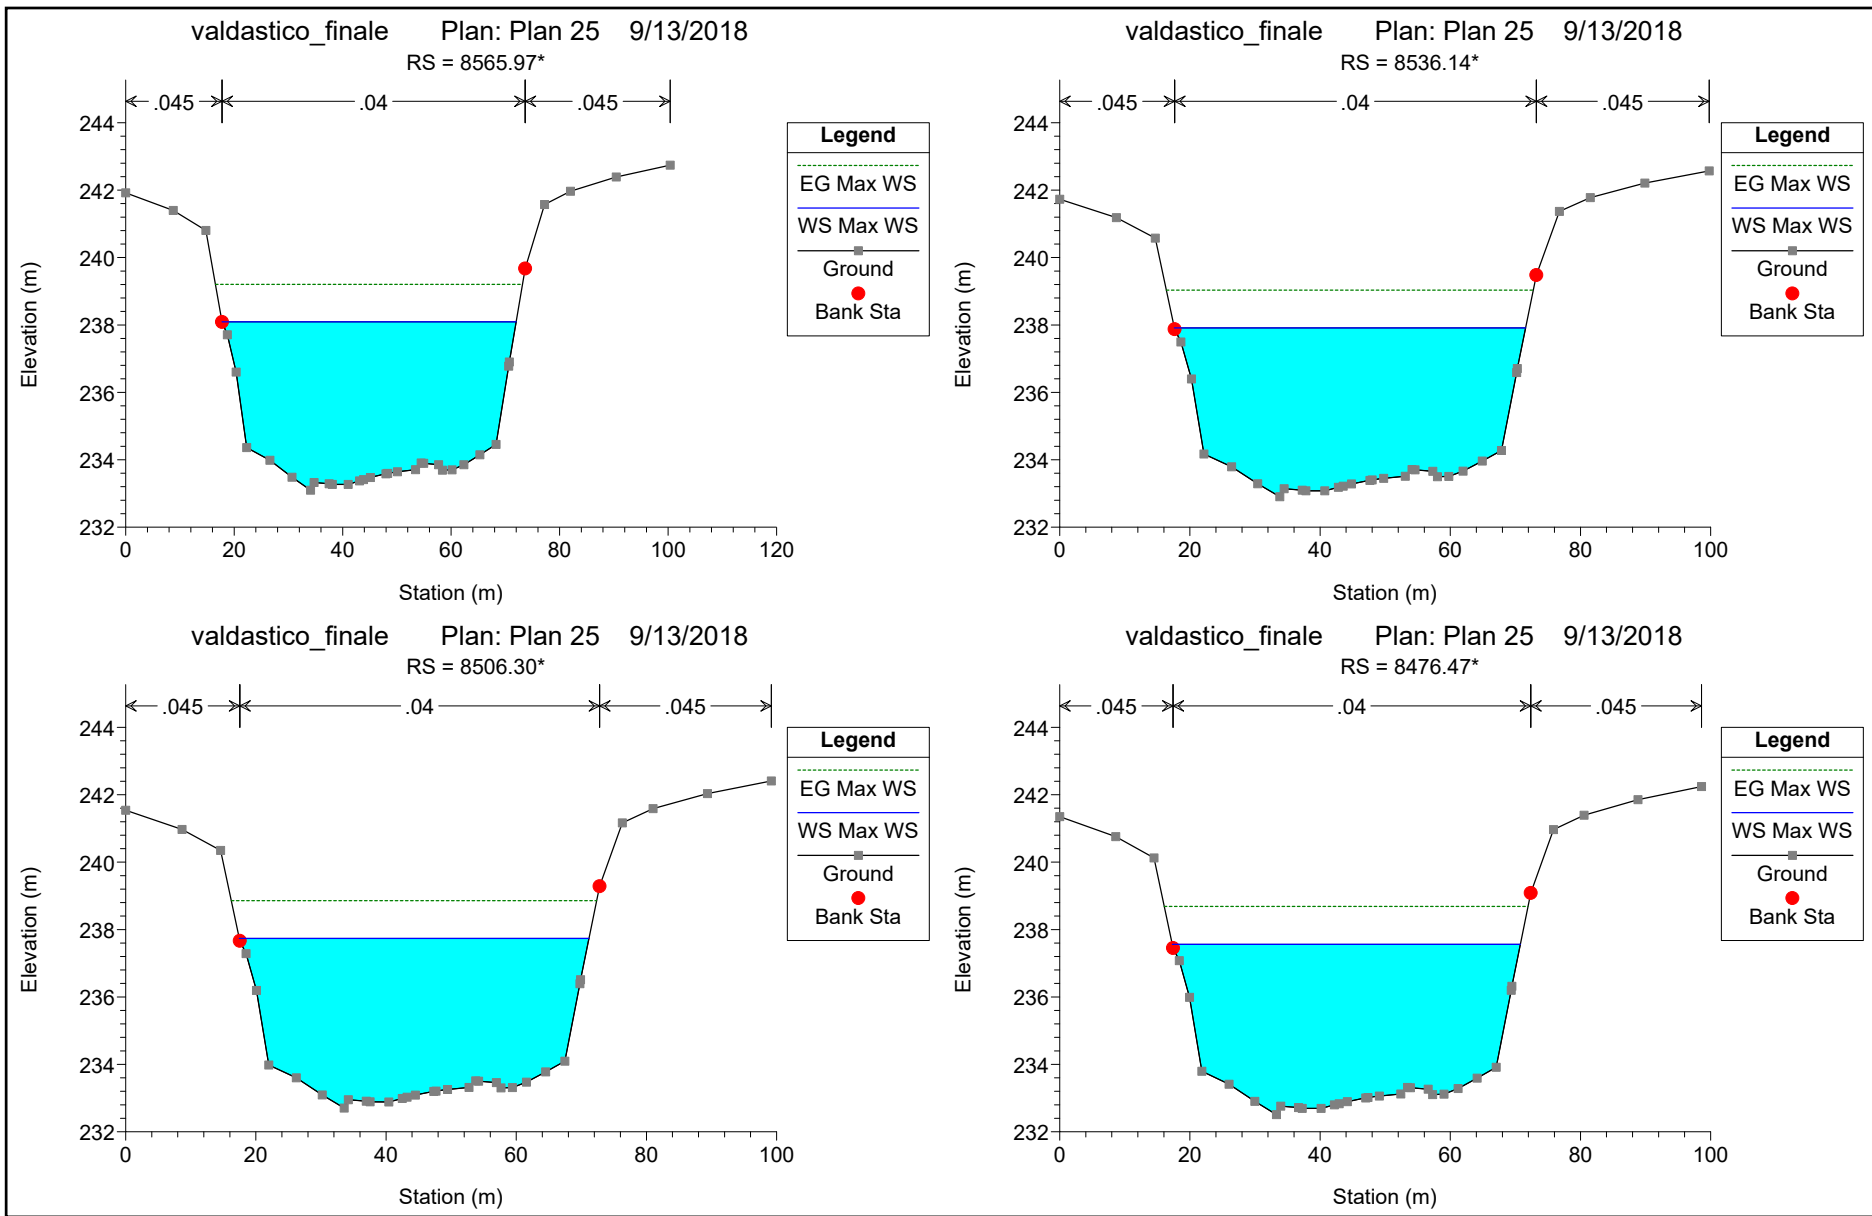 valdastico_finale Plan: Plan 25 9/13/2018
RS = 8565.97*
.045 .04 .045
Elevation (m)
244
242
240
238
236
234
232
0 20 40 60 80 100 120
Station (m)
Legend
EG Max WS
WS Max WS
Ground
Bank Sta
valdastico_finale Plan: Plan 25 9/13/2018
RS = 8536.14*
.045 .04 .045
Elevation (m)
244
242
240
238
236
234
232
0 20 40 60 80 100
Station (m)
Legend
EG Max WS
WS Max WS
Ground
Bank Sta
valdastico_finale Plan: Plan 25 9/13/2018
RS = 8506.30*
.045 .04 .045
Elevation (m)
244
242
240
238
236
234
232
0 20 40 60 80 100
Station (m)
Legend
EG Max WS
WS Max WS
Ground
Bank Sta
valdastico_finale Plan: Plan 25 9/13/2018
RS = 8476.47*
.045 .04 .045
Elevation (m)
244
242
240
238
236
234
232
0 20 40 60 80 100
Station (m)
Legend
EG Max WS
WS Max WS
Ground
Bank Sta